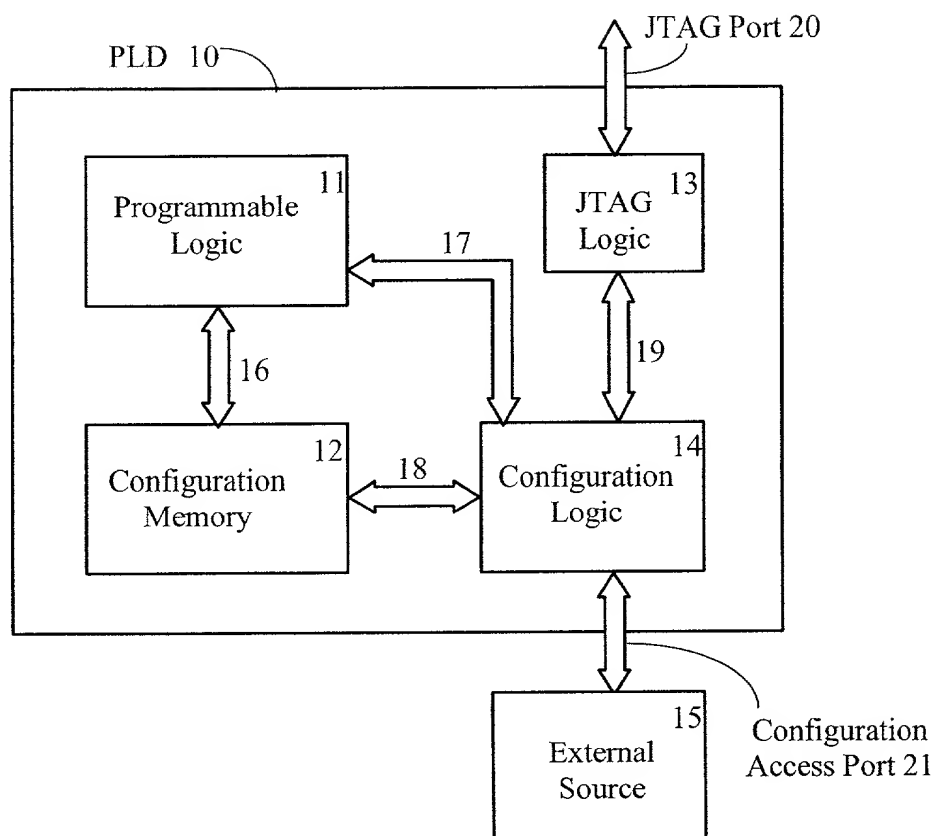 PLD 10
JTAG Port 20
11
Programmable
Logic
13
JTAG
Logic
17
16
19
12
Configuration
Memory
18
14
Configuration
Logic
15
External
Source
Configuration
Access Port 21